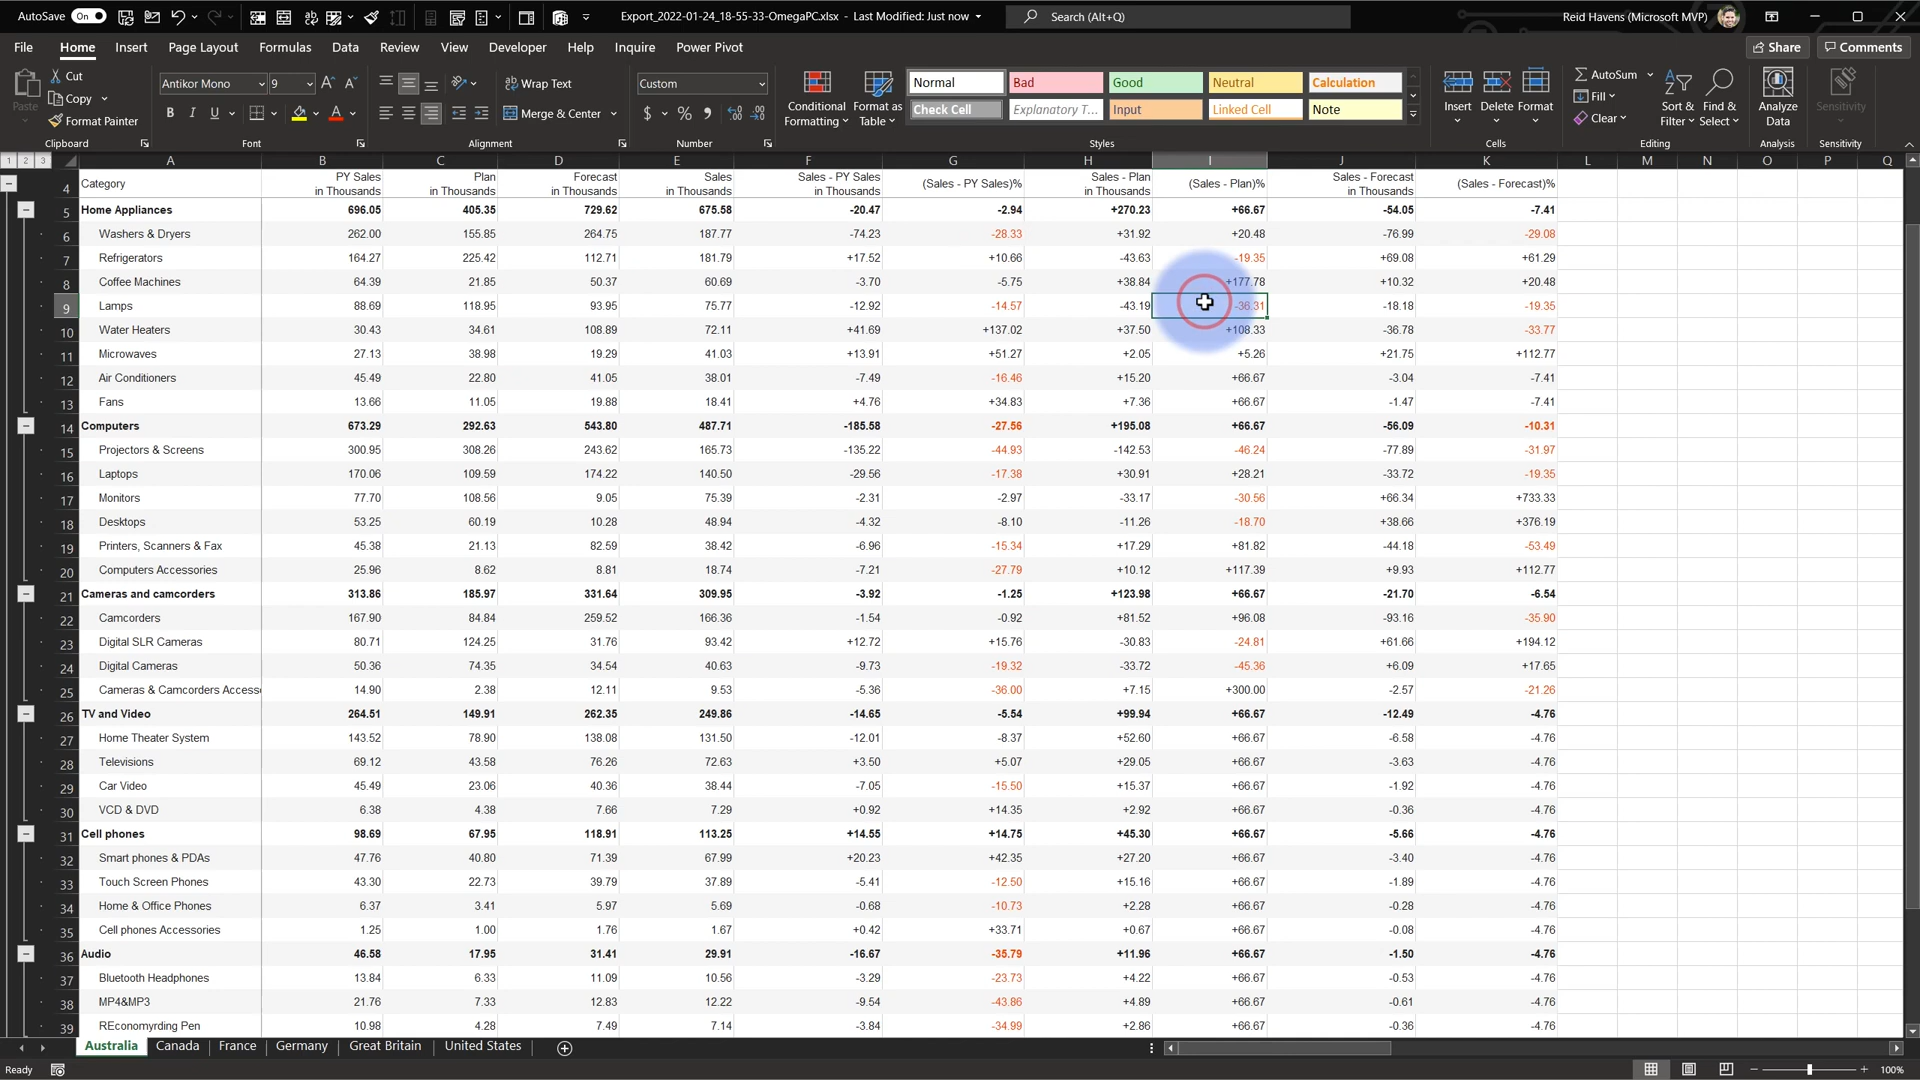 AutoSave On Export_2022-01-24_18-55-33-OmegaPC.xlsx - Last Modified: Just now Search (Alt+Q) Reid Havens (Microsoft MVP)
File Home Insert Page Layout Formulas Data Review View Developer Help Inquire Power Pivot Share Comments
Paste Cut Copy Format Painter
Antikor Mono 9 B I U A
Wrap Text Merge & Center
Custom $ % ,
Conditional Formatting Format as Table
Normal Bad Good Neutral Calculation
Check Cell Explanatory T... Input Linked Cell Note
Insert Delete Format
AutoSum Fill Clear Sort & Filter Find & Select
Analyze Data Sensitivity
Clipboard Font Alignment Number Styles Cells Editing Analysis Sensitivity
1 2 3 A B C D E F G H I J K L M N O P Q
4 Category PY Sales in Thousands Plan in Thousands Forecast in Thousands Sales in Thousands Sales - PY Sales in Thousands (Sales - PY Sales)% Sales - Plan in Thousands (Sales - Plan)% Sales - Forecast in Thousands (Sales - Forecast)%
5 Home Appliances 696.05 405.35 729.62 675.58 -20.47 -2.94 +270.23 +66.67 -54.05 -7.41
6 Washers & Dryers 262.00 155.85 264.75 187.77 -74.23 -28.33 +31.92 +20.48 -76.99 -29.08
7 Refrigerators 164.27 225.42 112.71 181.79 +17.52 +10.66 -43.63 -19.35 +69.08 +61.29
8 Coffee Machines 64.39 21.85 50.37 60.69 -3.70 -5.75 +38.84 +177.78 +10.32 +20.48
9 Lamps 88.69 118.95 93.95 75.77 -12.92 -14.57 -43.19 -36.31 -18.18 -19.35
10 Water Heaters 30.43 34.61 108.89 72.11 +41.69 +137.02 +37.50 +108.33 -36.78 -33.77
11 Microwaves 27.13 38.98 19.29 41.03 +13.91 +51.27 +2.05 +5.26 +21.75 +112.77
12 Air Conditioners 45.49 22.80 41.05 38.01 -7.49 -16.46 +15.20 +66.67 -3.04 -7.41
13 Fans 13.66 11.05 19.88 18.41 +4.76 +34.83 +7.36 +66.67 -1.47 -7.41
14 Computers 673.29 292.63 543.80 487.71 -185.58 -27.56 +195.08 +66.67 -56.09 -10.31
15 Projectors & Screens 300.95 308.26 243.62 165.73 -135.22 -44.93 -142.53 -46.24 -77.89 -31.97
16 Laptops 170.06 109.59 174.22 140.50 -29.56 -17.38 +30.91 +28.21 -33.72 -19.35
17 Monitors 77.70 108.56 9.05 75.39 -2.31 -2.97 -33.17 -30.56 +66.34 +733.33
18 Desktops 53.25 60.19 10.28 48.94 -4.32 -8.10 -11.26 -18.70 +38.66 +376.19
19 Printers, Scanners & Fax 45.38 21.13 82.59 38.42 -6.96 -15.34 +17.29 +81.82 -44.18 -53.49
20 Computers Accessories 25.96 8.62 8.81 18.74 -7.21 -27.79 +10.12 +117.39 +9.93 +112.77
21 Cameras and camcorders 313.86 185.97 331.64 309.95 -3.92 -1.25 +123.98 +66.67 -21.70 -6.54
22 Camcorders 167.90 84.84 259.52 166.36 -1.54 -0.92 +81.52 +96.08 -93.16 -35.90
23 Digital SLR Cameras 80.71 124.25 31.76 93.42 +12.72 +15.76 -30.83 -24.81 +61.66 +194.12
24 Digital Cameras 50.36 74.35 34.54 40.63 -9.73 -19.32 -33.72 -45.36 +6.09 +17.65
25 Cameras & Camcorders Access 14.90 2.38 12.11 9.53 -5.36 -36.00 +7.15 +300.00 -2.57 -21.26
26 TV and Video 264.51 149.91 262.35 249.86 -14.65 -5.54 +99.94 +66.67 -12.49 -4.76
27 Home Theater System 143.52 78.90 138.08 131.50 -12.01 -8.37 +52.60 +66.67 -6.58 -4.76
28 Televisions 69.12 43.58 76.26 72.63 +3.50 +5.07 +29.05 +66.67 -3.63 -4.76
29 Car Video 45.49 23.06 40.36 38.44 -7.05 -15.50 +15.37 +66.67 -1.92 -4.76
30 VCD & DVD 6.38 4.38 7.66 7.29 +0.92 +14.35 +2.92 +66.67 -0.36 -4.76
31 Cell phones 98.69 67.95 118.91 113.25 +14.55 +14.75 +45.30 +66.67 -5.66 -4.76
32 Smart phones & PDAs 47.76 40.80 71.39 67.99 +20.23 +42.35 +27.20 +66.67 -3.40 -4.76
33 Touch Screen Phones 43.30 22.73 39.79 37.89 -5.41 -12.50 +15.16 +66.67 -1.89 -4.76
34 Home & Office Phones 6.37 3.41 5.97 5.69 -0.68 -10.73 +2.28 +66.67 -0.28 -4.76
35 Cell phones Accessories 1.25 1.00 1.76 1.67 +0.42 +33.71 +0.67 +66.67 -0.08 -4.76
36 Audio 46.58 17.95 31.41 29.91 -16.67 -35.79 +11.96 +66.67 -1.50 -4.76
37 Bluetooth Headphones 13.84 6.33 11.09 10.56 -3.29 -23.73 +4.22 +66.67 -0.53 -4.76
38 MP4&MP3 21.76 7.33 12.83 12.22 -9.54 -43.86 +4.89 +66.67 -0.61 -4.76
39 REconomyrding Pen 10.98 4.28 7.49 7.14 -3.84 -34.99 +2.86 +66.67 -0.36 -4.76
Australia Canada France Germany Great Britain United States
Ready 100%